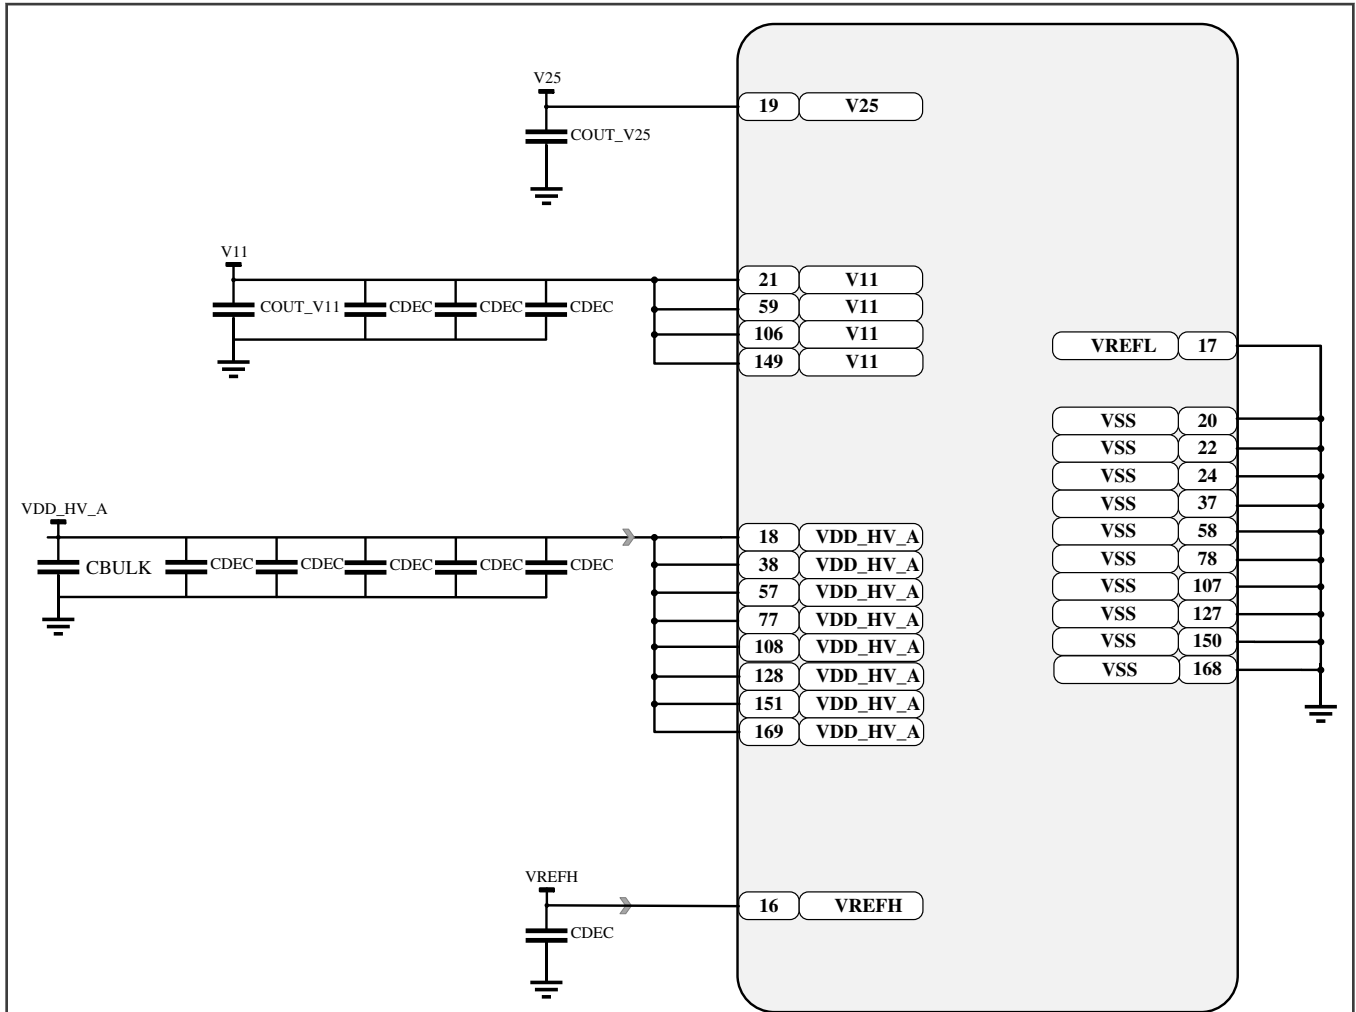 V25
19 V25
COUT_V25
V11
21 V11
COUT_V11 CDEC CDEC CDEC
59 V11
106 V11
149 V11
VREFL 17
VSS 20
VSS 22
VSS 24
VSS 37
VSS 58
VSS 78
VSS 107
VSS 127
VSS 150
VSS 168
VDD_HV_A
18 VDD_HV_A
CBULK CDEC CDEC CDEC CDEC CDEC
38 VDD_HV_A
57 VDD_HV_A
77 VDD_HV_A
108 VDD_HV_A
128 VDD_HV_A
151 VDD_HV_A
169 VDD_HV_A
VREFH
16 VREFH
CDEC